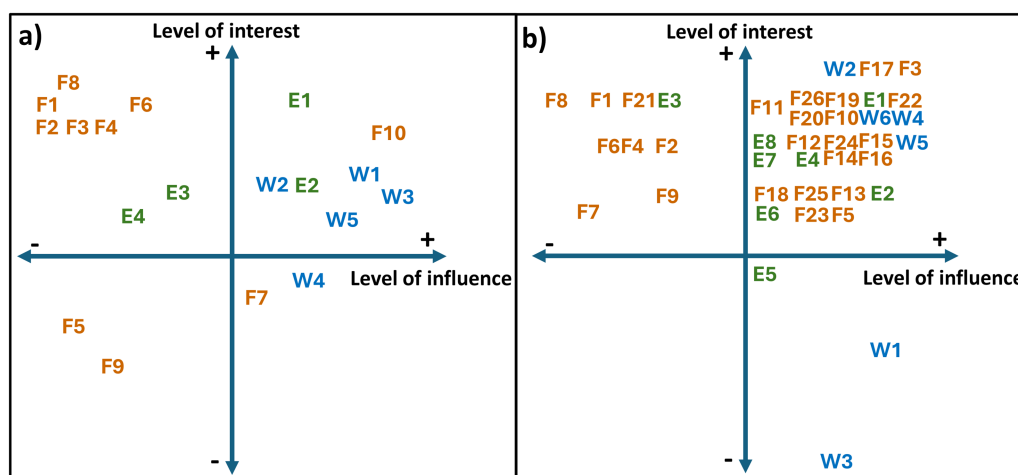 a)
Level of interest
+
F8
F1 F6 E1
F2 F3 F4 F10
W1
W2 E2
E3 W3
E4 W5
- +
Level of influence
W4
F7
F5
F9
-
b)
Level of interest
+
W2 F17 F3
F8 F1 F21 E3 F11 F26 F19 E1 F22
F20 F10 W6 W4
F6 F4 F2 E8 F12 F24 F15 W5
E7 E4 F14 F16
F9 F18 F25 F13 E2
F7 E6 F23 F5
- +
E5 Level of influence
W1
-
W3